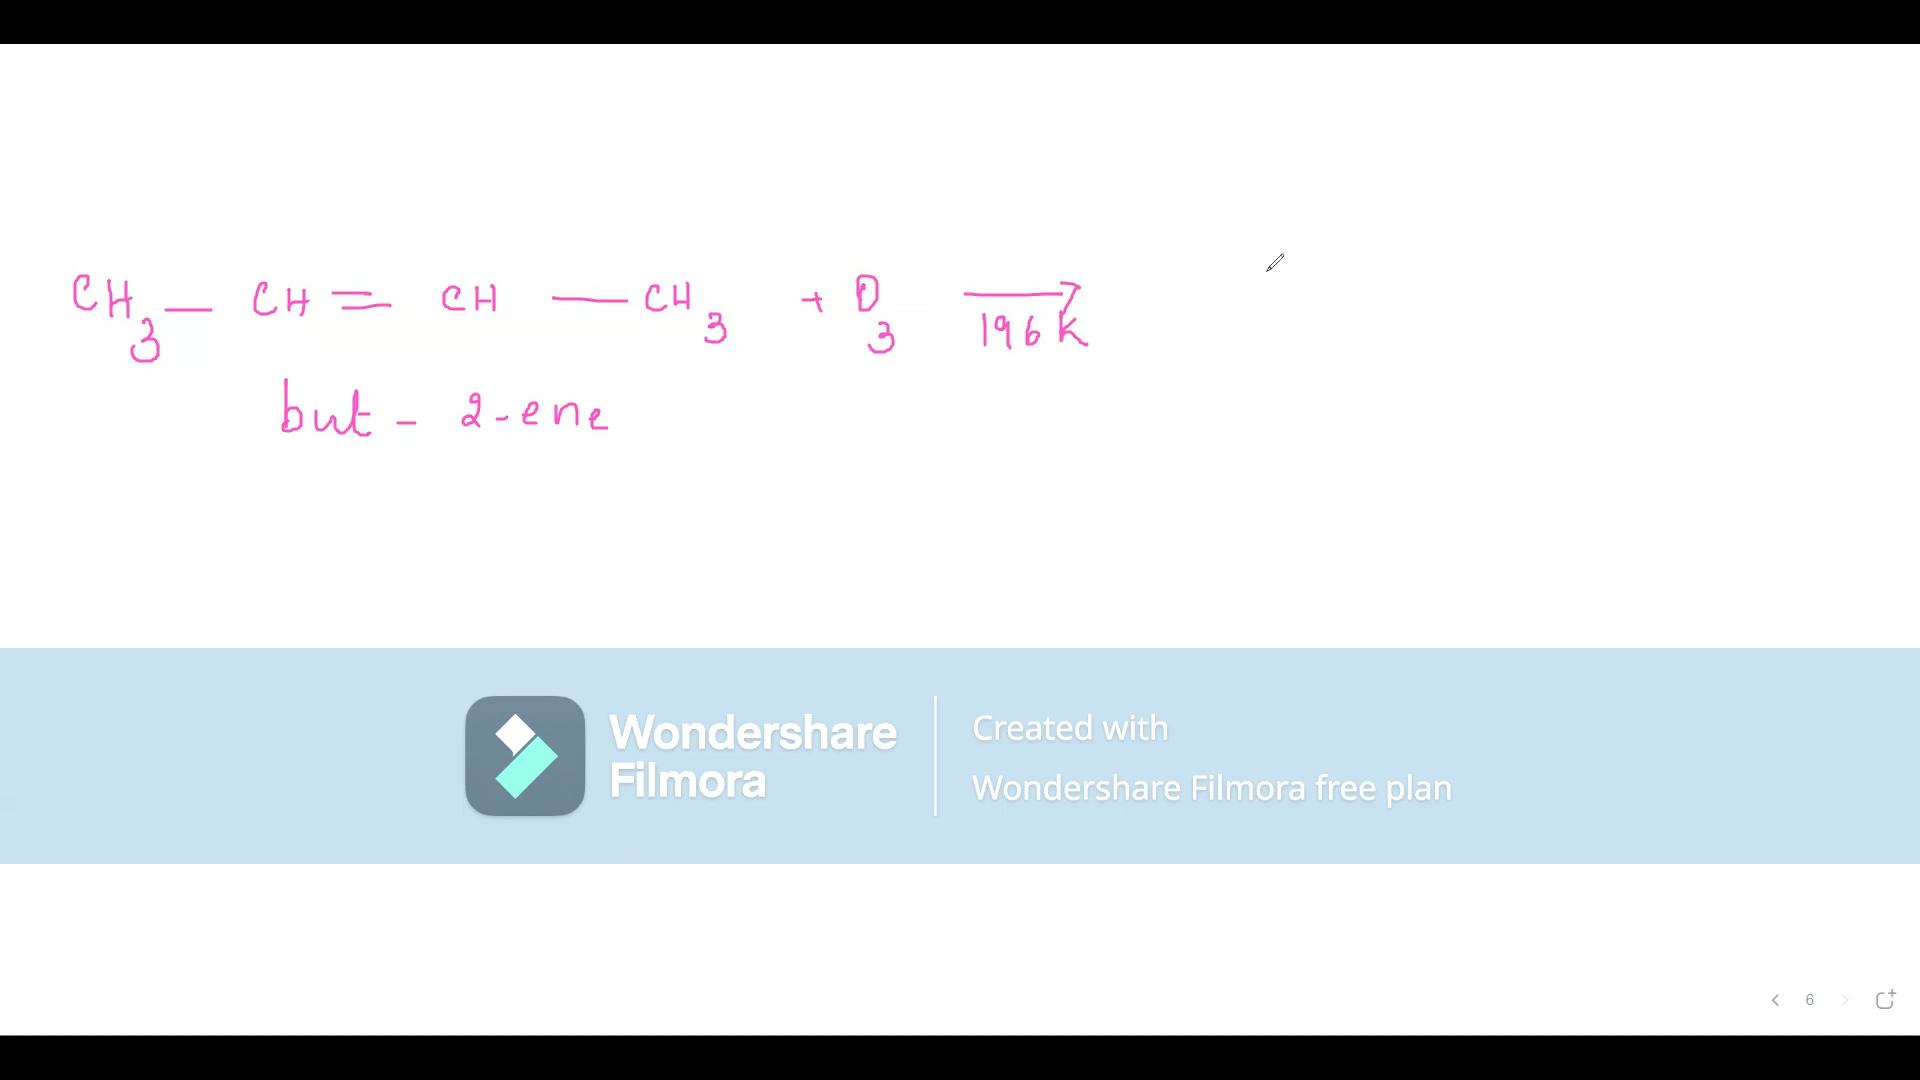 CH3 — CH = CH — CH3 + O3 →
196 K
but - 2-ene
Wondershare
Filmora
Created with
Wondershare Filmora free plan
6